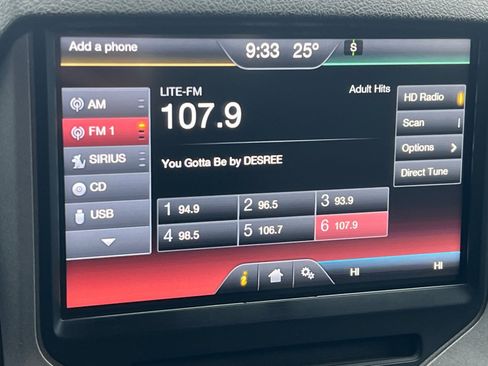 Add a phone
9:33 25° S
LITE-FM
Adult Hits
107.9
You Gotta Be by DESREE
AM
FM 1
SIRIUS
CD
USB
HD Radio
Scan
Options
Direct Tune
1 94.9
2 96.5
3 93.9
4 98.5
5 106.7
6 107.9
i
HI
HI